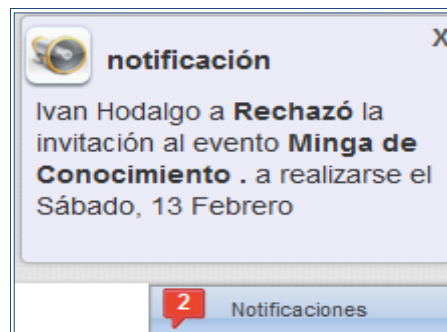 X
notificación
Ivan Hodalgo a Rechazó la
invitación al evento Minga de
Conocimiento . a realizarse el
Sábado, 13 Febrero
2
Notificaciones